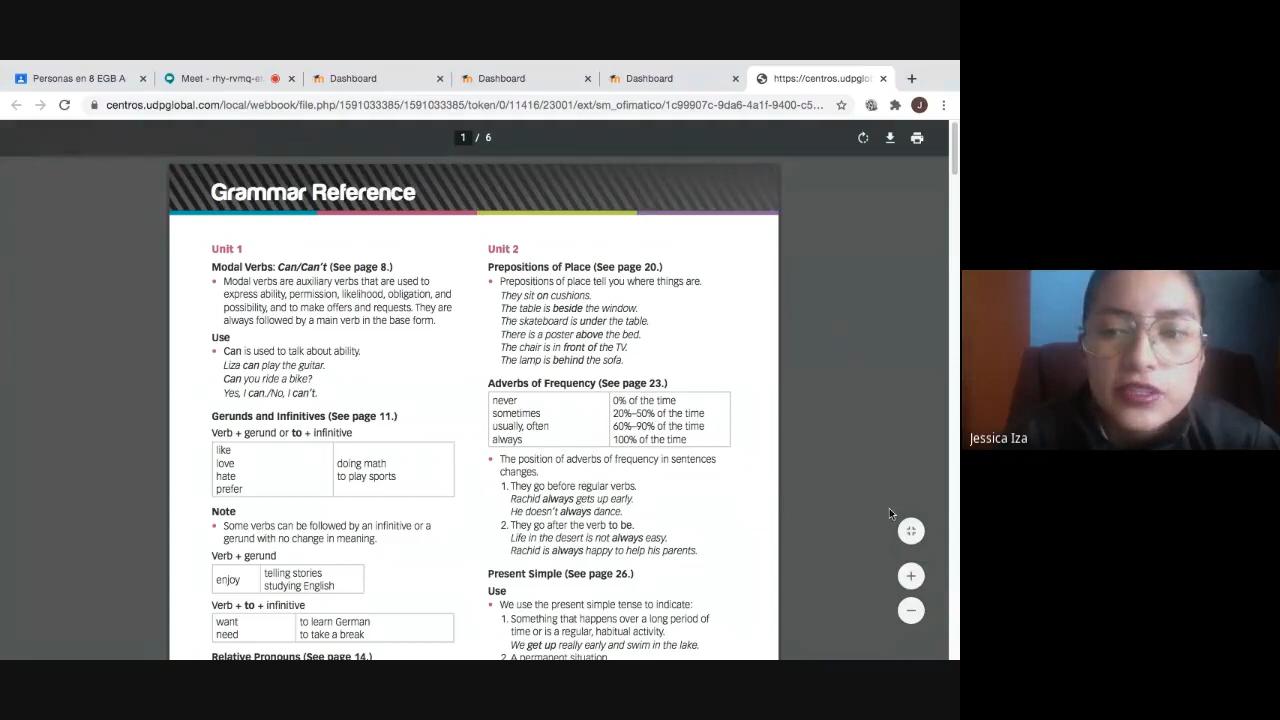 Personas en 8 EGB A
Meet - rhy-rvmq-e
Dashboard
Dashboard
Dashboard
https://centros.udpglo
centros.udpglobal.com/local/webbook/file.php/1591033385/1591033385/token/0/11416/23001/ext/sm_ofimatico/1c99907c-9da6-4a1f-9400-c5...
J
1 / 6
Grammar Reference
Unit 1
Modal Verbs: Can/Can't (See page 8.)
• Modal verbs are auxiliary verbs that are used to
express ability, permission, likelihood, obligation, and
possibility, and to make offers and requests. They are
always followed by a main verb in the base form.
Use
• Can is used to talk about ability.
Liza can play the guitar.
Can you ride a bike?
Yes, I can./No, I can't.
Gerunds and Infinitives (See page 11.)
Verb + gerund or to + infinitive
like
love
hate
prefer
doing math
to play sports
Note
• Some verbs can be followed by an infinitive or a
gerund with no change in meaning.
Verb + gerund
enjoy
telling stories
studying English
Verb + to + infinitive
want to learn German
need to take a break
Relative Pronouns (See page 14.)
Unit 2
Prepositions of Place (See page 20.)
• Prepositions of place tell you where things are.
They sit on cushions.
The table is beside the window.
The skateboard is under the table.
There is a poster above the bed.
The chair is in front of the TV.
The lamp is behind the sofa.
Adverbs of Frequency (See page 23.)
never 0% of the time
sometimes 20%–50% of the time
usually, often 60%–90% of the time
always 100% of the time
• The position of adverbs of frequency in sentences
changes.
1. They go before regular verbs.
Rachid always gets up early.
He doesn't always dance.
2. They go after the verb to be.
Life in the desert is not always easy.
Rachid is always happy to help his parents.
Present Simple (See page 26.)
Use
• We use the present simple tense to indicate:
1. Something that happens over a long period of
time or is a regular, habitual activity.
We get up really early and swim in the lake.
2. A permanent situation
Jessica Iza